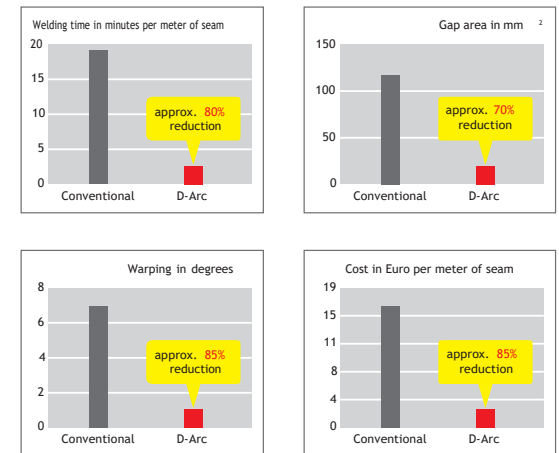 Welding time in minutes per meter of seam
20
15
10
5
0
approx. 80%
reduction
Conventional D-Arc
Gap area in mm 2
150
100
50
0
approx. 70%
reduction
Conventional D-Arc
Warping in degrees
8
6
4
2
0
approx. 85%
reduction
Conventional D-Arc
Cost in Euro per meter of seam
19
15
11
8
4
0
approx. 85%
reduction
Conventional D-Arc